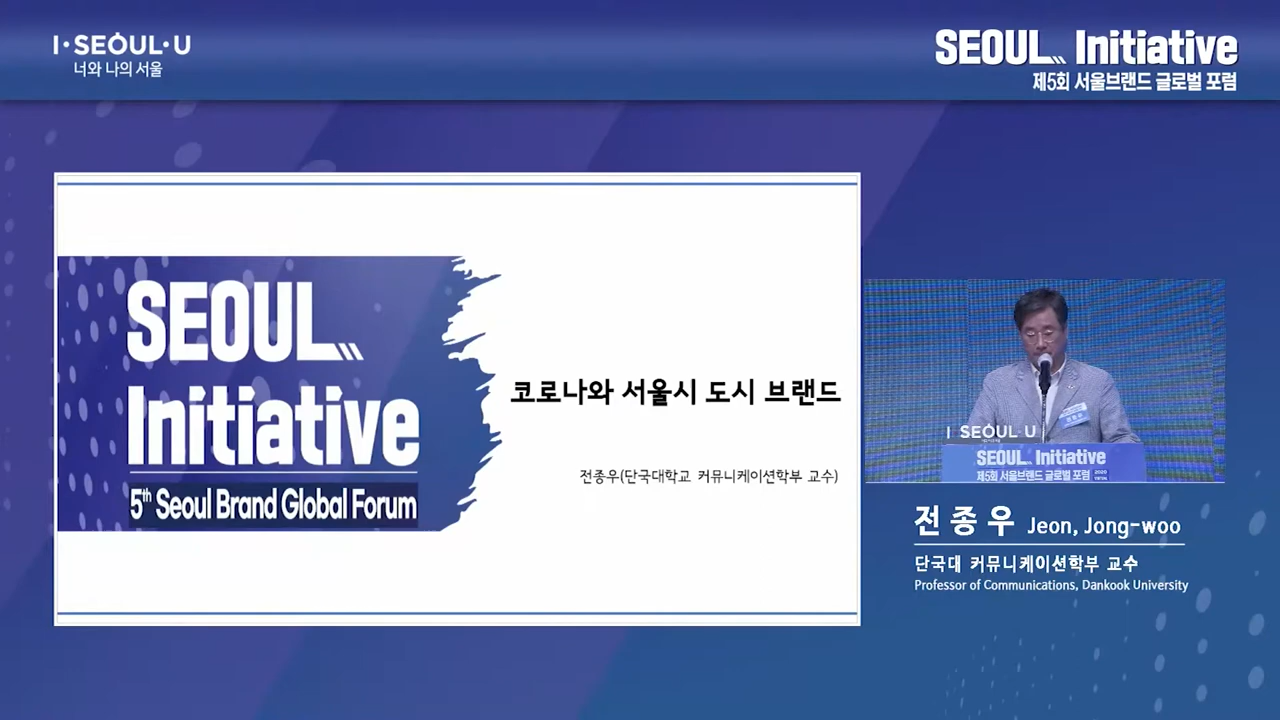 I·SEOUL·U
너와 나의 서울
SEOUL Initiative
제5회 서울브랜드 글로벌 포럼
SEOUL
Initiative
5th Seoul Brand Global Forum
코로나와 서울시 도시 브랜드
전종우(단국대학교 커뮤니케이션학부 교수)
I SEOUL U
SEOUL Initiative
제5회 서울브랜드 글로벌 포럼 2020
전종우 Jeon, Jong-woo
단국대 커뮤니케이션학부 교수
Professor of Communications, Dankook University